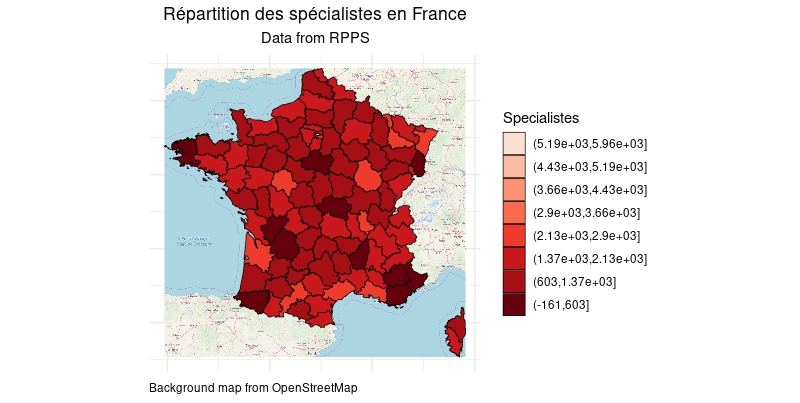 Répartition des spécialistes en France
Data from RPPS
Specialistes
(5.19e+03,5.96e+03]
(4.43e+03,5.19e+03]
(3.66e+03,4.43e+03]
(2.9e+03,3.66e+03]
(2.13e+03,2.9e+03]
(1.37e+03,2.13e+03]
(603,1.37e+03]
(-161,603]
Background map from OpenStreetMap